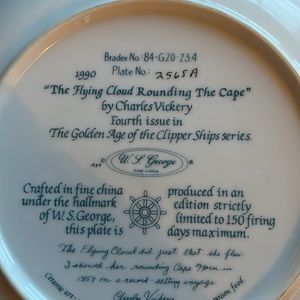 Bradex No: 84-G20 23.4
1990 Plate No: 2565A
"The Flying Cloud Rounding The Cape"
by Charles Vickery
Fourth issue in
The Golden Age of the Clipper Ships series.
1989 W. S. George
FINE CHINA
Crafted in fine china
under the hallmark
of W. S. George,
this plate is
produced in an
edition strictly
limited to 150 firing
days maximum.
The Flying Cloud did just that, she flew
I showed her rounding Cape Horn in
1853 on a record setting voyage
Charles Vickery
Ceramic art
food